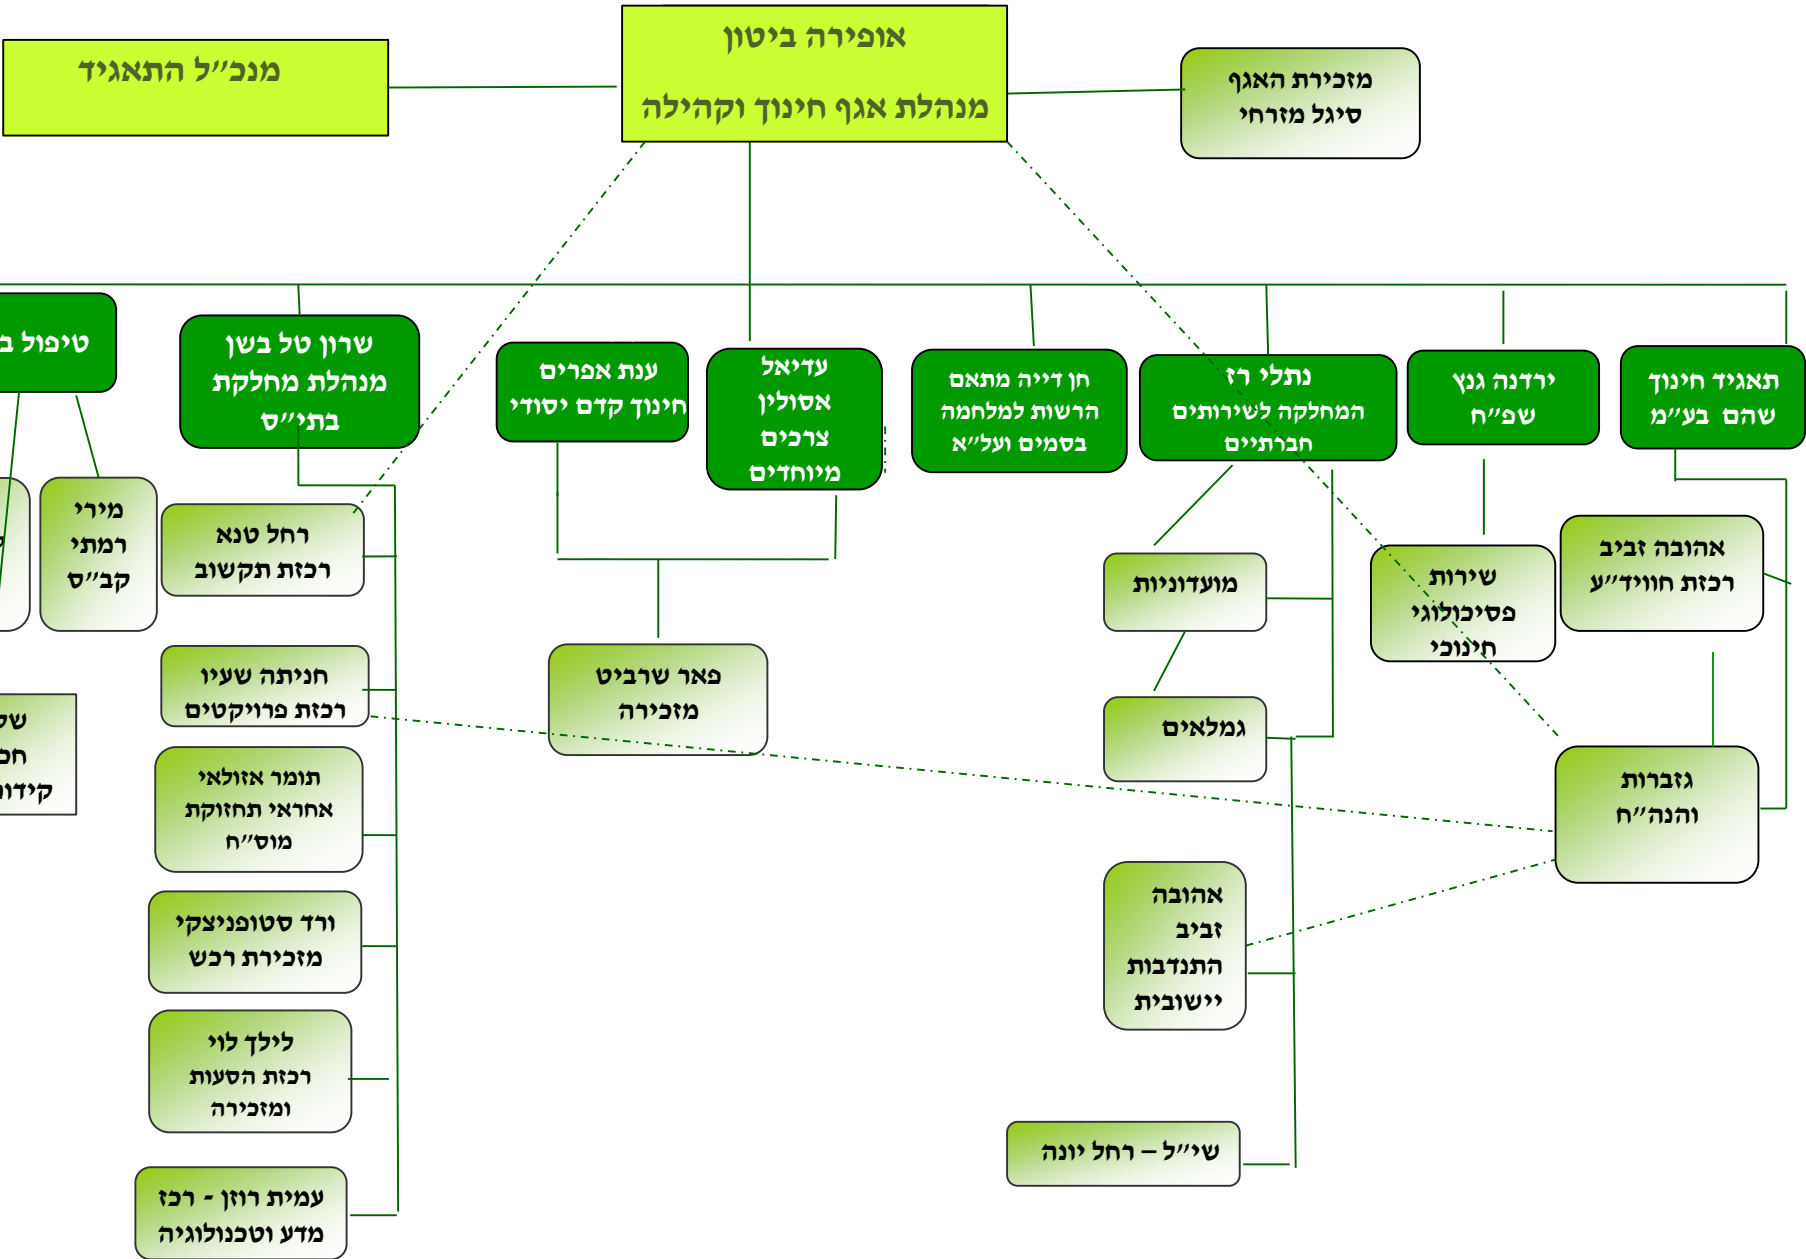 אופירה ביטון
מנהלת אגף חינוך וקהילה
מזכירת האגף
סיגל מזרחי
מנכ״ל התאגיד
תאגיד חינוך
שהם בע״מ
ירדנה גנץ
שפ״ח
נתלי רז
המחלקה לשירותים
חברתיים
חן דייה מתאם
הרשות למלחמה
בסמים ועל״א
עדיאל
אסולין
צרכים
מיוחדים
ענת אפרים
חינוך קדם יסודי
שרון טל בשן
מנהלת מחלקת
בתי״ס
טיפול
אהובה זביב
רכזת חוויד״ע
גזברות
והנה״ח
שירות
פסיכולוגי
חינוכי
מועדוניות
גמלאים
אהובה
זביב
התנדבות
יישובית
שי״ל – רחל יונה
פאר שרביט
מזכירה
רחל טנא
רכזת תקשוב
חניתה שעיו
רכזת פרויקטים
תומר אזולאי
אחראי תחזוקת
מוס״ח
ורד סטופניצקי
מזכירת רכש
לילך לוי
רכזת הסעות
ומזכירה
עמית רוזן - רכז
מדע וטכנולוגיה
מירי
רמתי
קב״ס